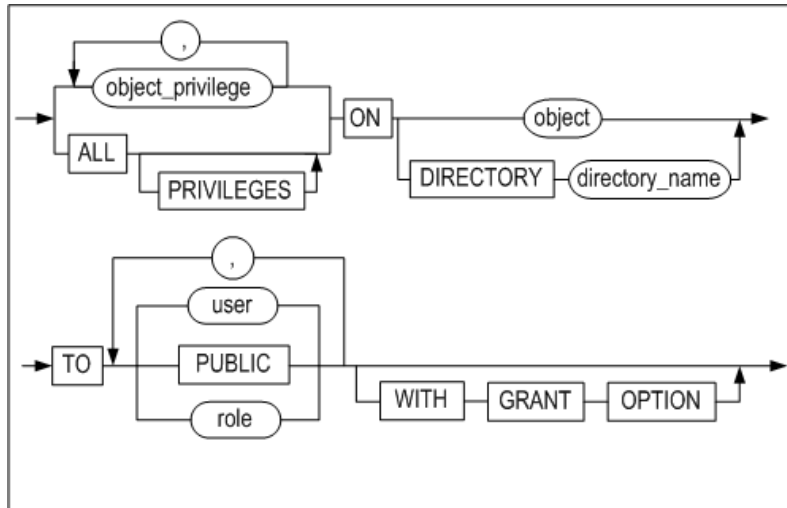 ,
object_privilege
ON object
ALL
PRIVILEGES
DIRECTORY directory_name
,
user
TO PUBLIC
role
WITH GRANT OPTION